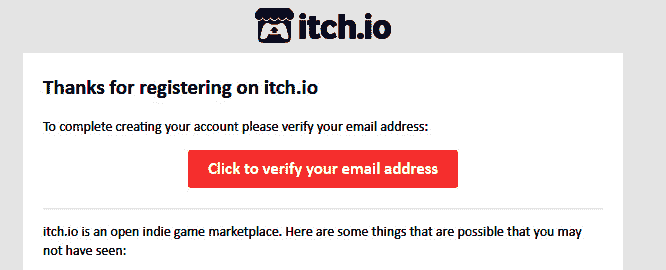 itch.io
Thanks for registering on itch.io
To complete creating your account please verify your email address:
Click to verify your email address
itch.io is an open indie game marketplace. Here are some things that are possible that you may
not have seen: